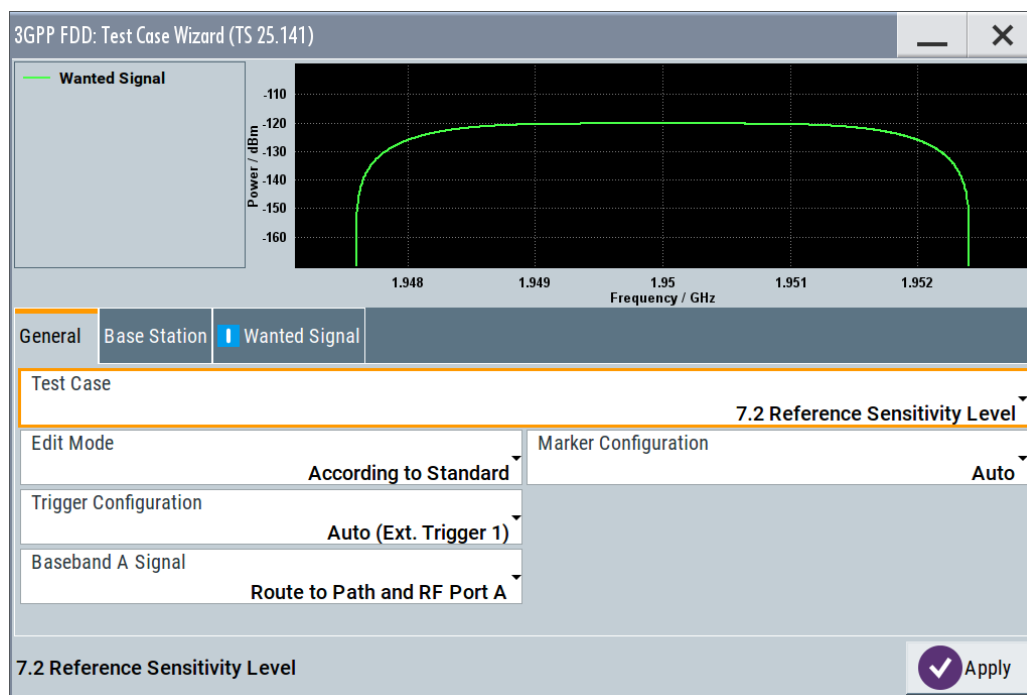 3GPP FDD: Test Case Wizard (TS 25.141)
Wanted Signal
Power / dBm
-110
-120
-130
-140
-150
-160
1.948 1.949 1.95 1.951 1.952
Frequency / GHz
General Base Station Wanted Signal
Test Case
7.2 Reference Sensitivity Level
Edit Mode
According to Standard
Marker Configuration
Auto
Trigger Configuration
Auto (Ext. Trigger 1)
Baseband A Signal
Route to Path and RF Port A
7.2 Reference Sensitivity Level
Apply